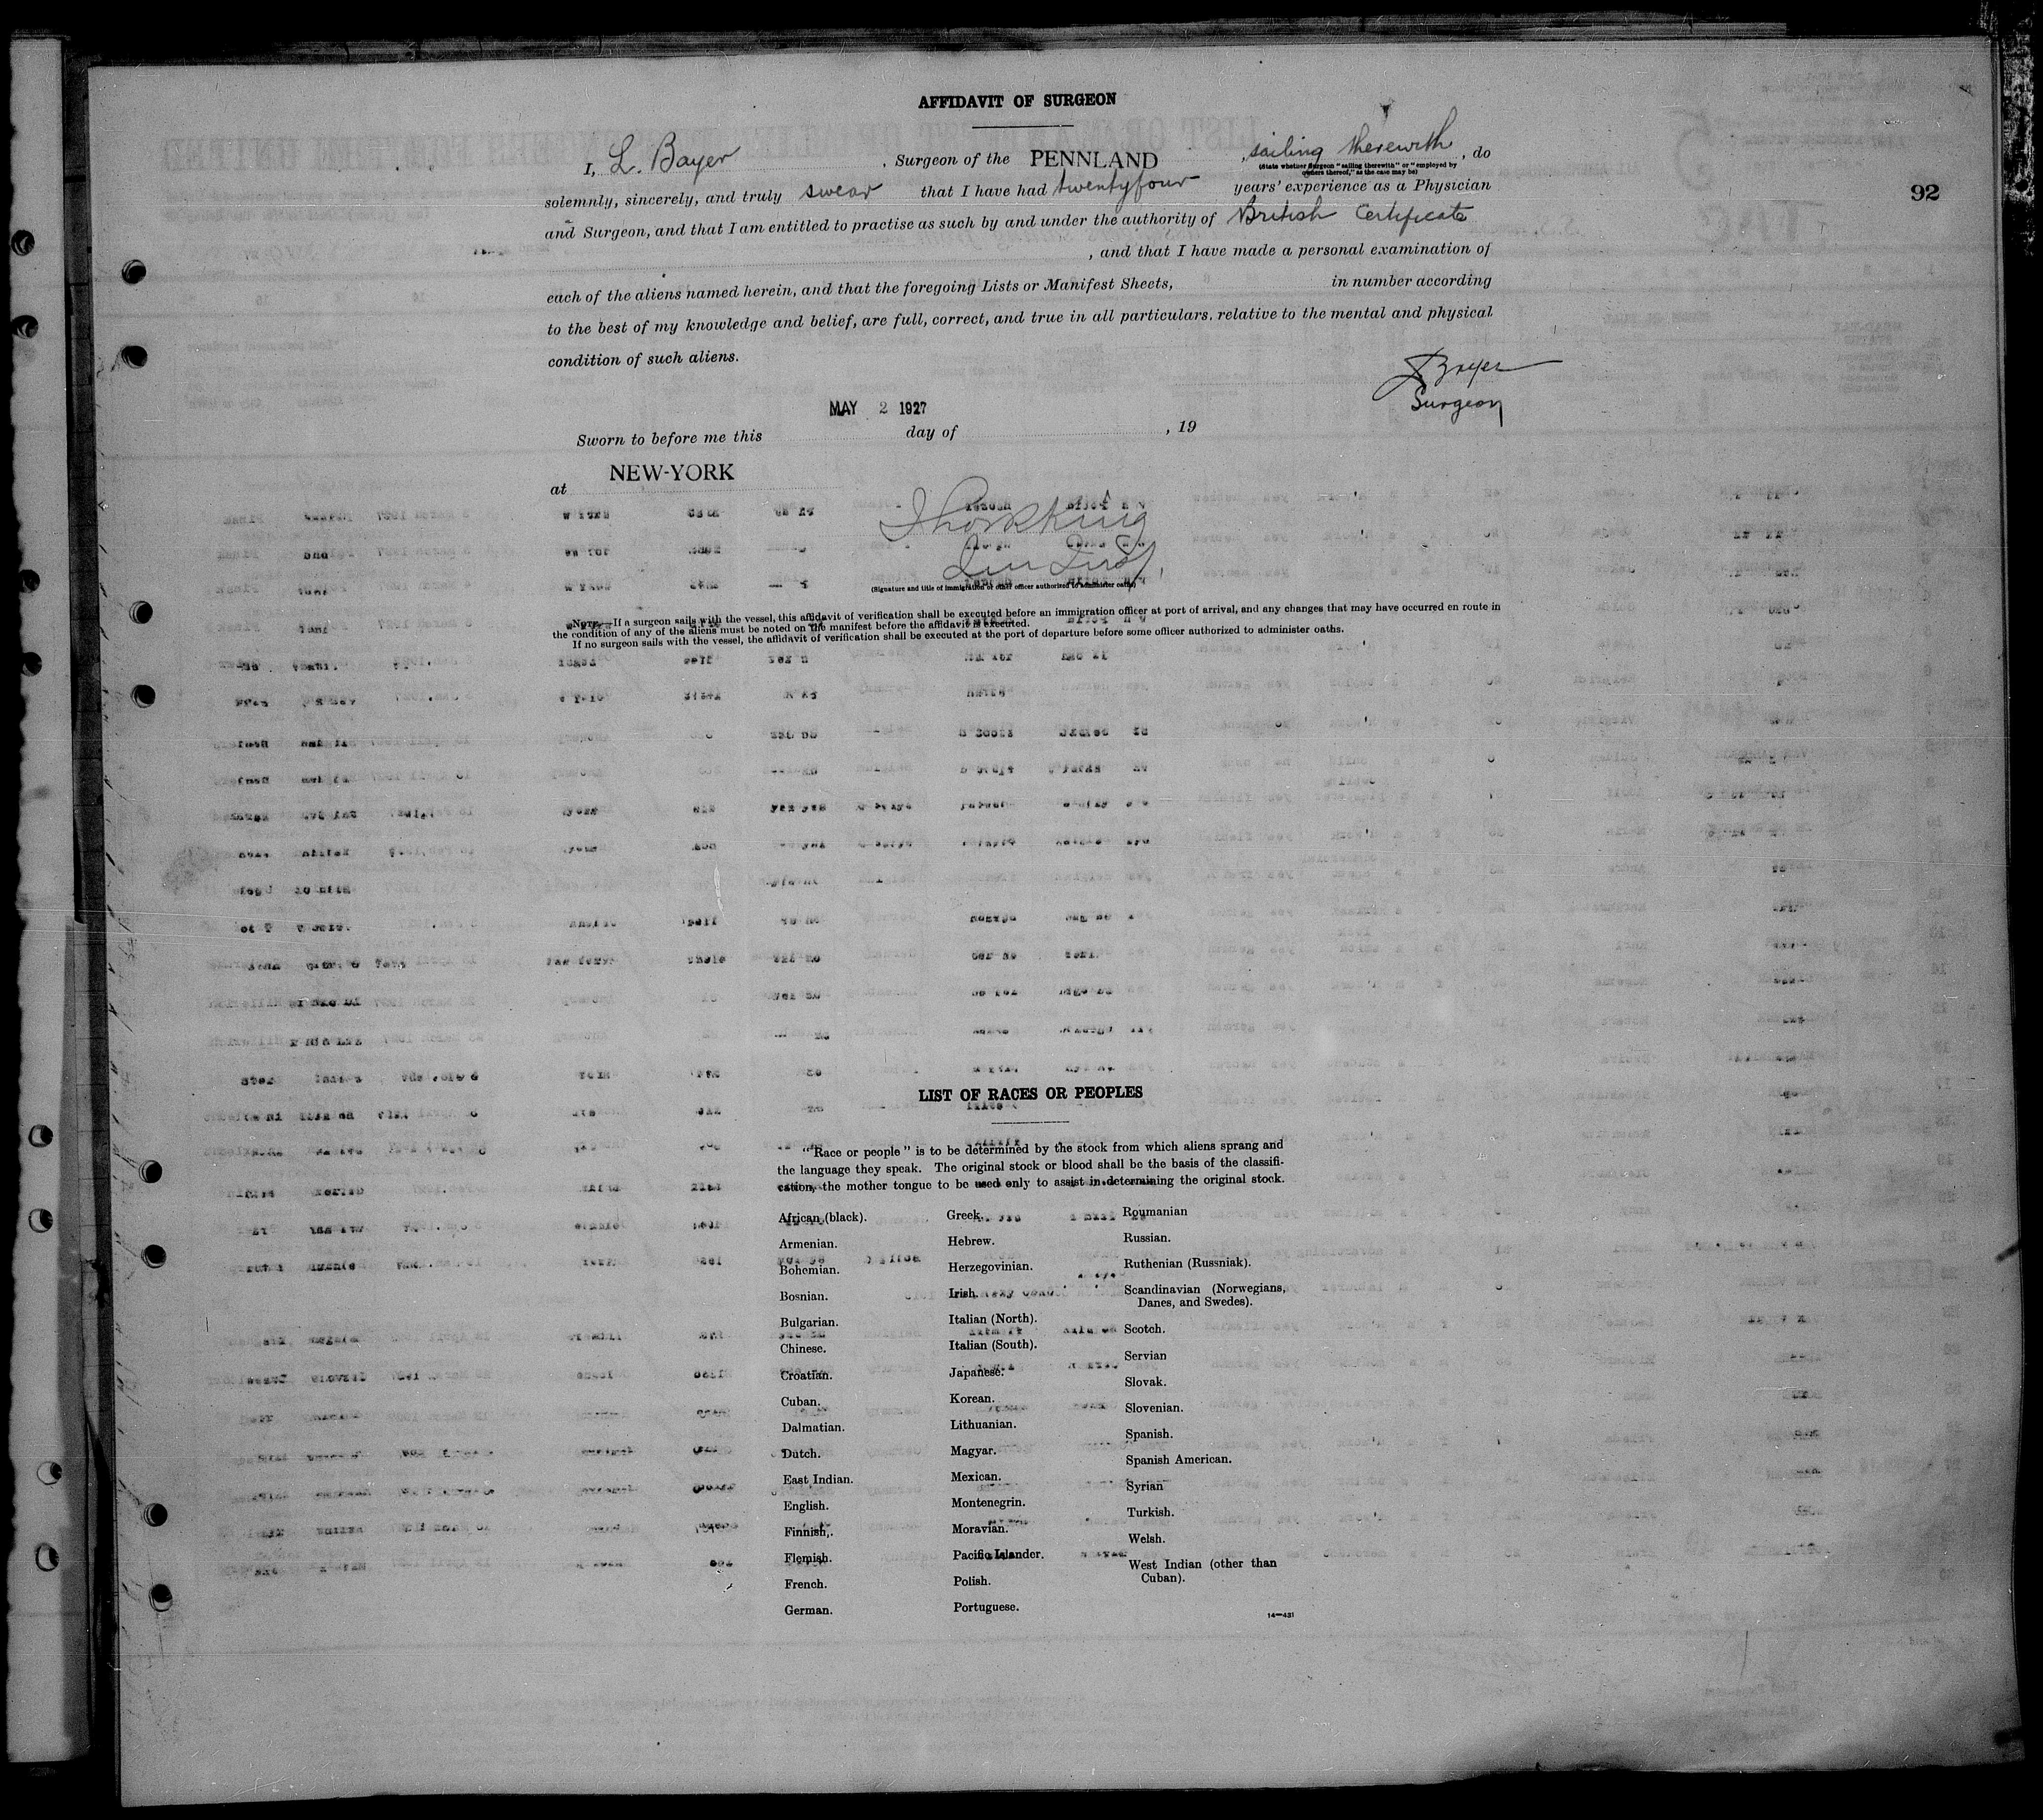 AFFIDAVIT OF SURGEON
92
I, L. Bayer, Surgeon of the PENNLAND, sailing therewith, do
(State whether Surgeon "sailing therewith" or "employed by
owners thereof," as the case may be)
solemnly, sincerely, and truly swear that I have had twentyfour years' experience as a Physician
and Surgeon, and that I am entitled to practise as such by and under the authority of British Certificate
, and that I have made a personal examination of
each of the aliens named herein, and that the foregoing Lists or Manifest Sheets, in number according
to the best of my knowledge and belief, are full, correct, and true in all particulars, relative to the mental and physical
condition of such aliens.
Bayer
Surgeon
MAY 2 1927
Sworn to before me this day of , 19
at NEW-YORK
(Signature and title of immigration or other officer authorized to administer oaths)
NOTE.—If a surgeon sails with the vessel, this affidavit of verification shall be executed before an immigration officer at port of arrival, and any changes that may have occurred en route in
the condition of any of the aliens must be noted on the manifest before the affidavit is executed.
If no surgeon sails with the vessel, the affidavit of verification shall be executed at the port of departure before some officer authorized to administer oaths.
LIST OF RACES OR PEOPLES
"Race or people" is to be determined by the stock from which aliens sprang and
the language they speak. The original stock or blood shall be the basis of the classifi-
cation, the mother tongue to be used only to assist in determining the original stock.
African (black).
Armenian.
Bohemian.
Bosnian.
Bulgarian.
Chinese.
Croatian.
Cuban.
Dalmatian.
Dutch.
East Indian.
English.
Finnish.
Flemish.
French.
German.
Greek.
Hebrew.
Herzegovinian.
Irish.
Italian (North).
Italian (South).
Japanese.
Korean.
Lithuanian.
Magyar.
Mexican.
Montenegrin.
Moravian.
Pacific Islander.
Polish.
Portuguese.
Roumanian
Russian.
Ruthenian (Russniak).
Scandinavian (Norwegians,
Danes, and Swedes).
Scotch.
Servian
Slovak.
Slovenian.
Spanish.
Spanish American.
Syrian
Turkish.
Welsh.
West Indian (other than
Cuban).
14—431